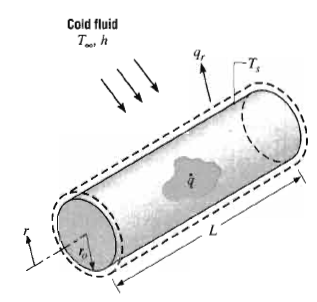 Cold fluid
T∞, h
qr
Ts
q̇
L
r
ro